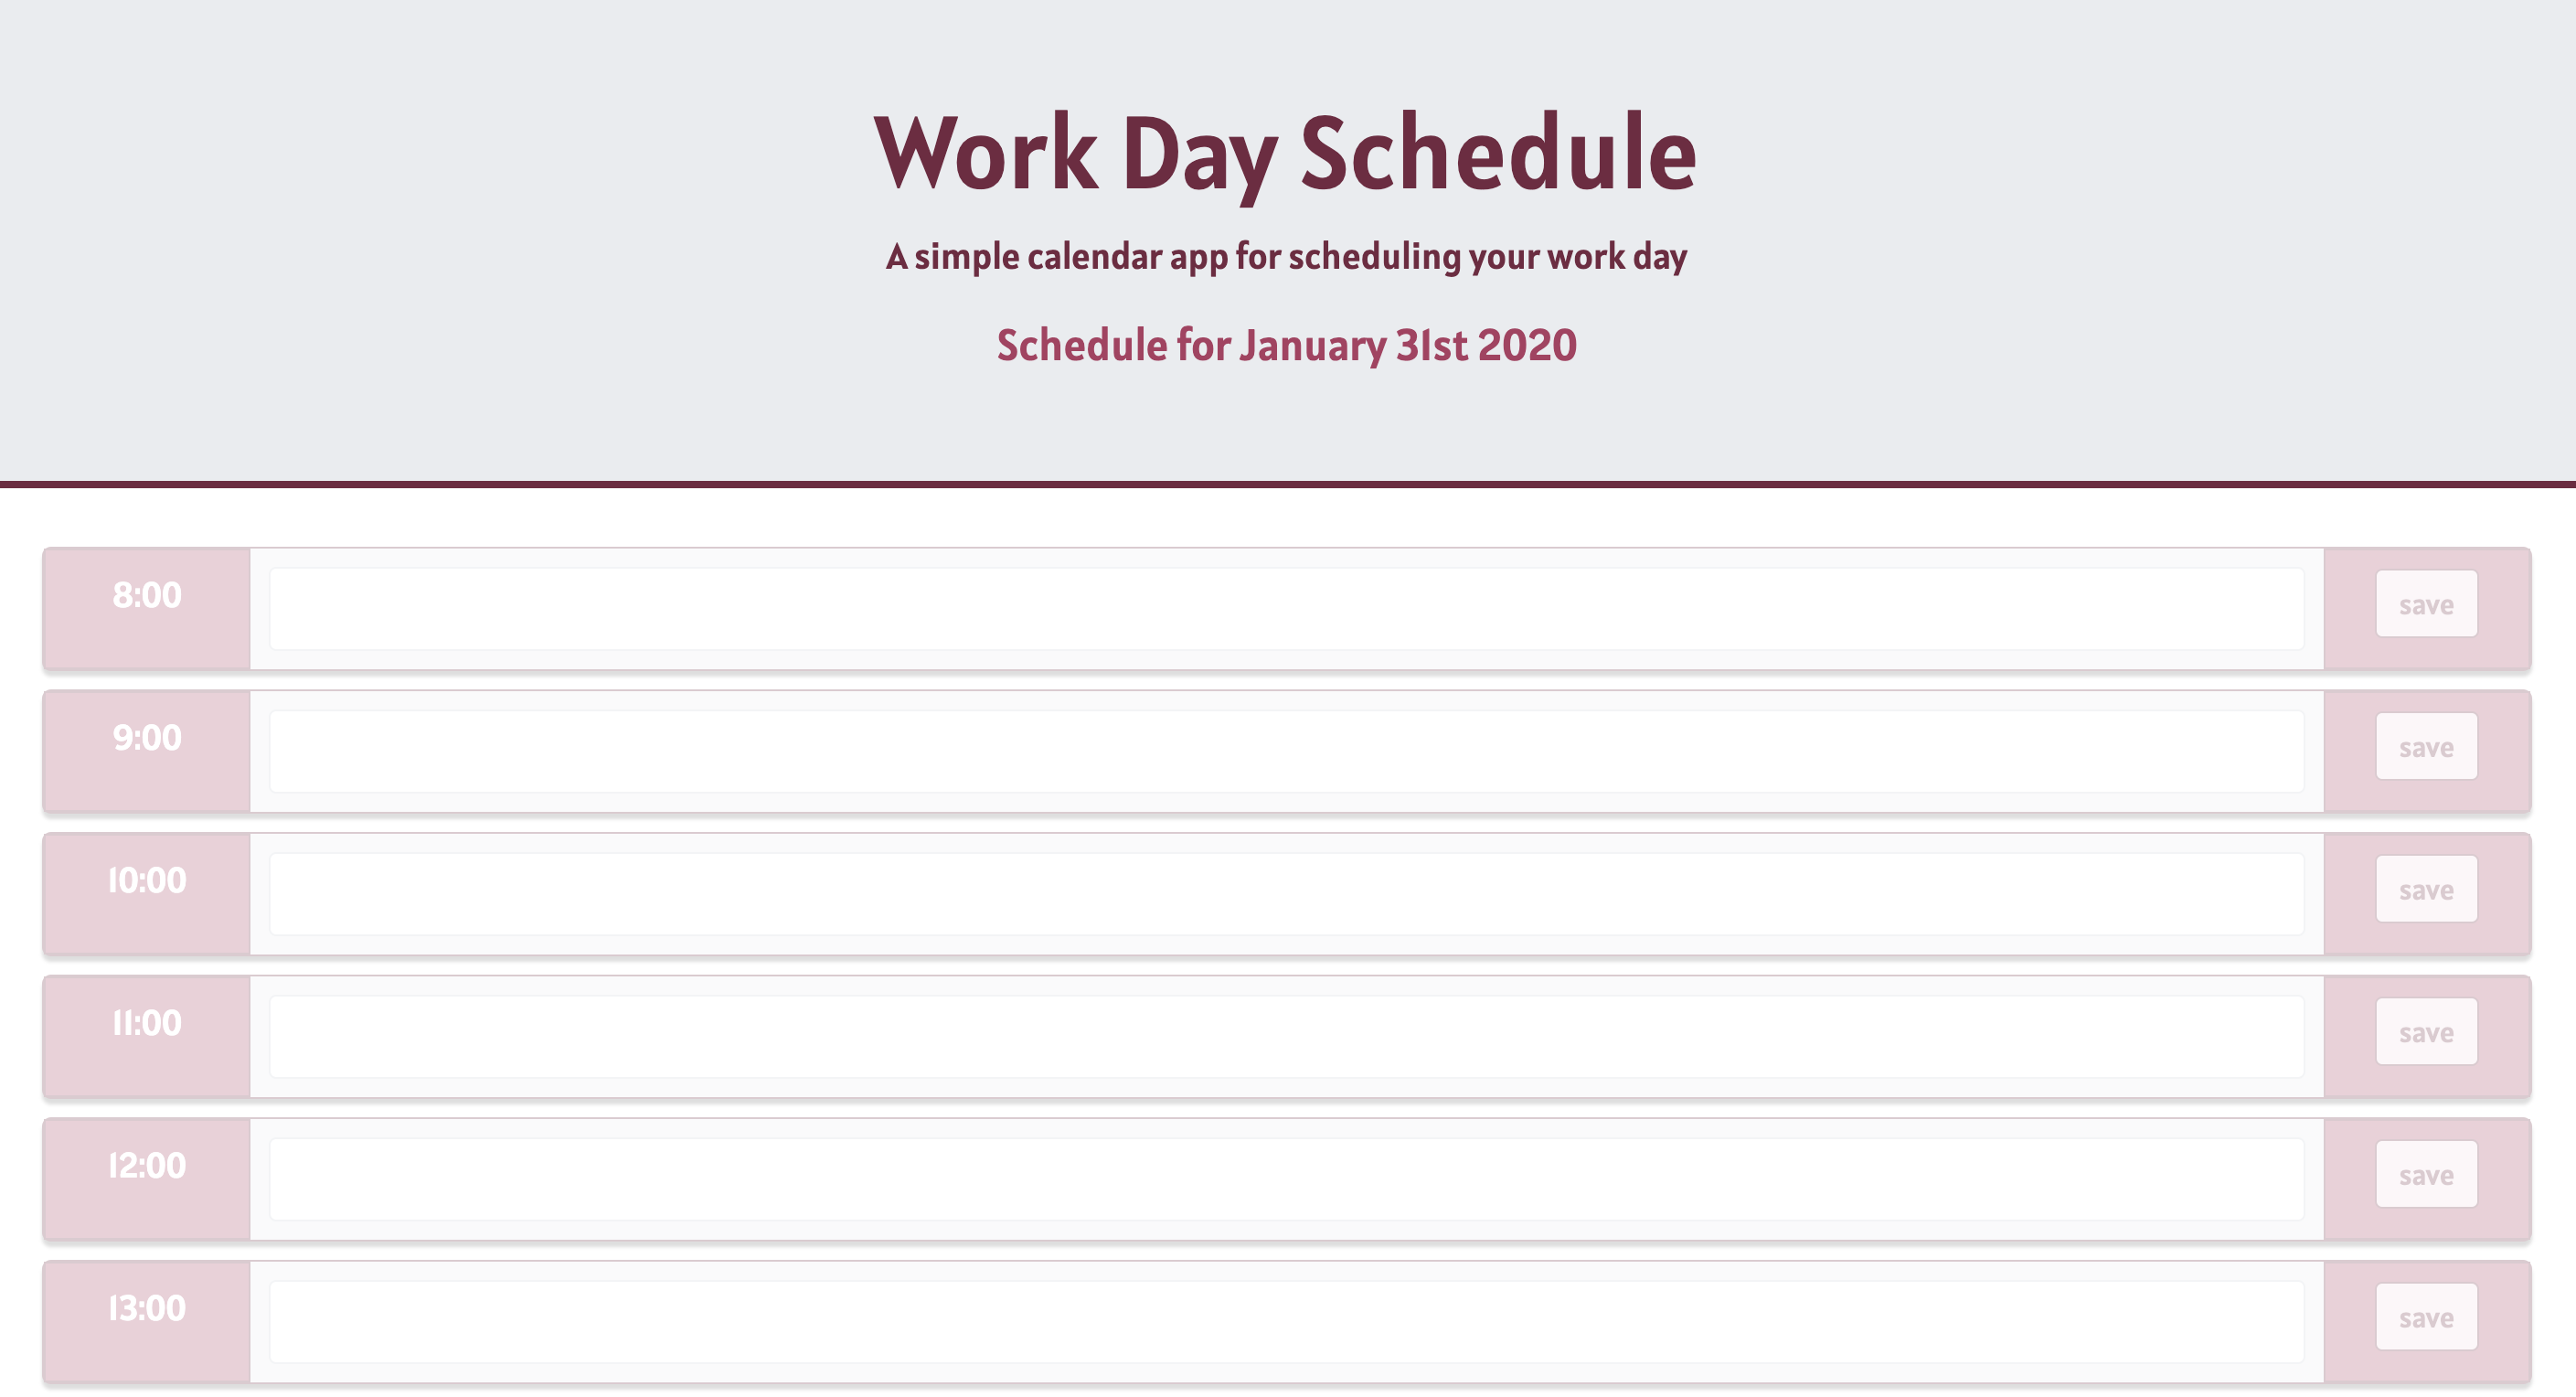 Work Day Schedule
A simple calendar app for scheduling your work day
Schedule for January 31st 2020
8:00 save
9:00 save
10:00 save
11:00 save
12:00 save
13:00 save